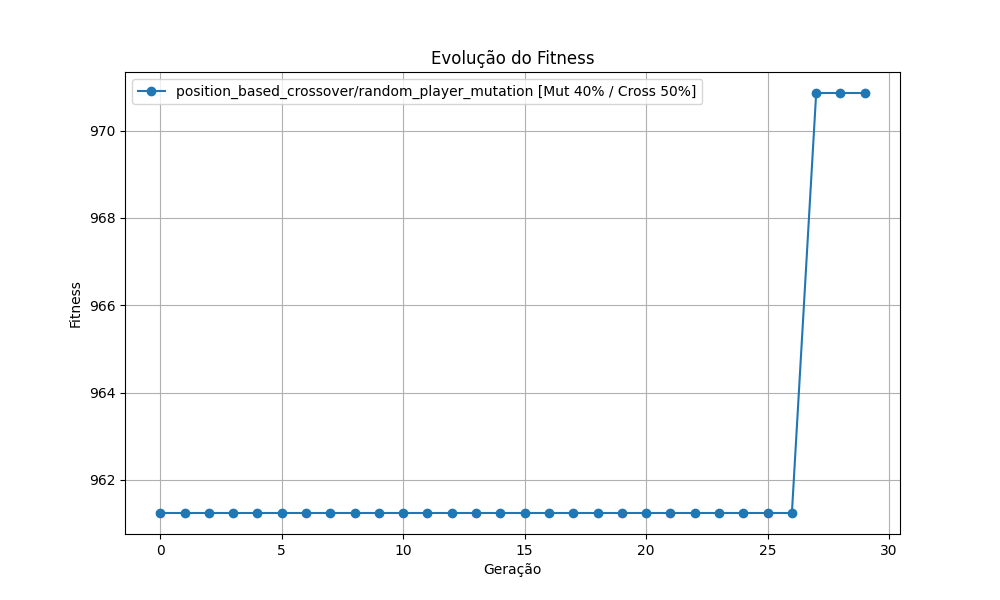 Evolução do Fitness
position_based_crossover/random_player_mutation [Mut 40% / Cross 50%]
970
968
966
964
962
Fitness
0 5 10 15 20 25 30
Geração